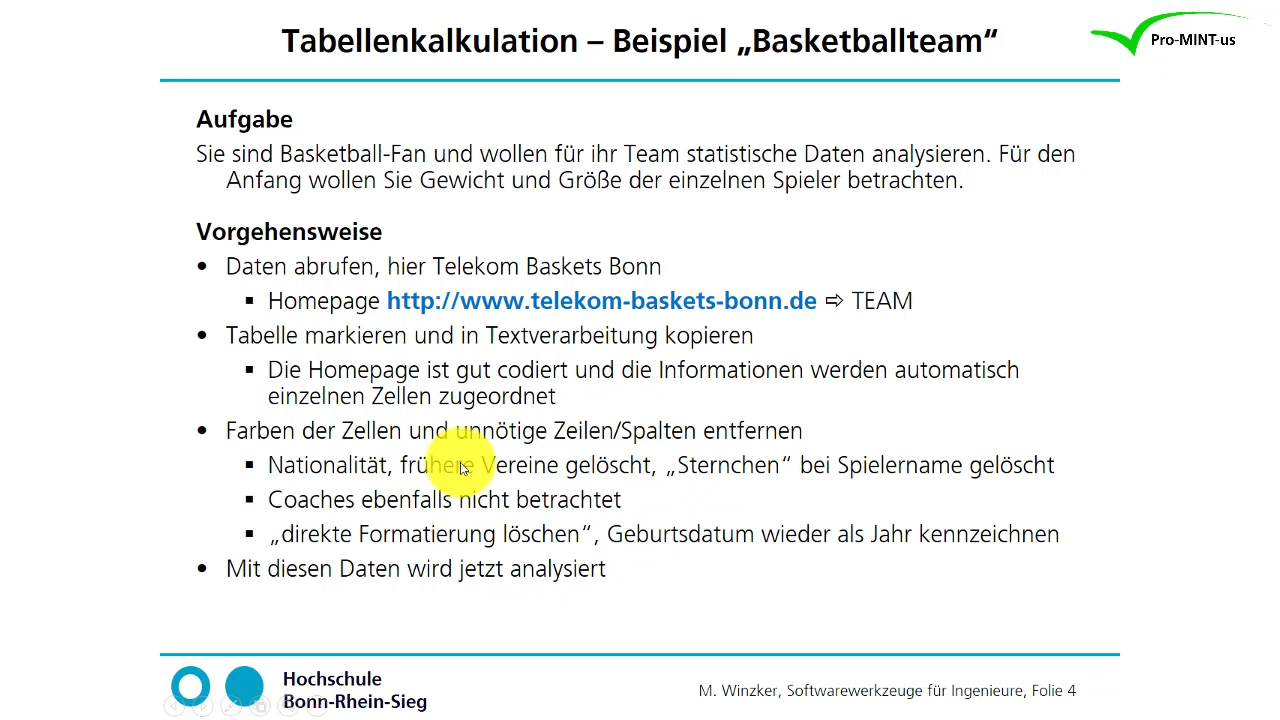 Tabellenkalkulation – Beispiel „Basketballteam“
Pro-MINT-us
Aufgabe
Sie sind Basketball-Fan und wollen für ihr Team statistische Daten analysieren. Für den
Anfang wollen Sie Gewicht und Größe der einzelnen Spieler betrachten.
Vorgehensweise
• Daten abrufen, hier Telekom Baskets Bonn
▪ Homepage http://www.telekom-baskets-bonn.de ⇨ TEAM
• Tabelle markieren und in Textverarbeitung kopieren
▪ Die Homepage ist gut codiert und die Informationen werden automatisch
einzelnen Zellen zugeordnet
• Farben der Zellen und unnötige Zeilen/Spalten entfernen
▪ Nationalität, frühere Vereine gelöscht, „Sternchen“ bei Spielername gelöscht
▪ Coaches ebenfalls nicht betrachtet
▪ „direkte Formatierung löschen“, Geburtsdatum wieder als Jahr kennzeichnen
• Mit diesen Daten wird jetzt analysiert
Hochschule
Bonn-Rhein-Sieg
M. Winzker, Softwarewerkzeuge für Ingenieure, Folie 4